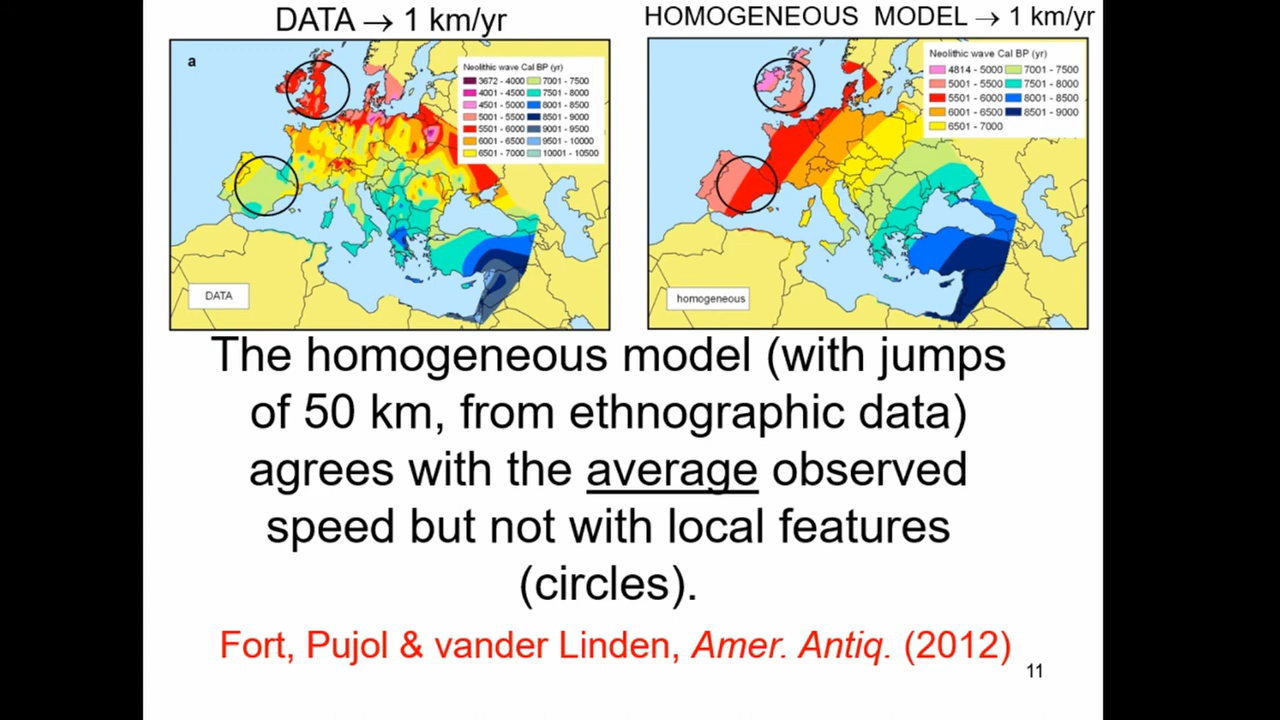 DATA → 1 km/yr
HOMOGENEOUS MODEL → 1 km/yr
a
Neolithic wave Cal BP (yr)
3672 - 4000 7001 - 7500
4001 - 4500 7501 - 8000
4501 - 5000 8001 - 8500
5001 - 5500 8501 - 9000
5501 - 6000 9001 - 9500
6001 - 6500 9501 - 10000
6501 - 7000 10001 - 10500
DATA
Neolithic wave Cal BP (yr)
4814 - 5000 7001 - 7500
5001 - 5500 7501 - 8000
5501 - 6000 8001 - 8500
6001 - 6500 8501 - 9000
6501 - 7000
homogeneous
The homogeneous model (with jumps
of 50 km, from ethnographic data)
agrees with the average observed
speed but not with local features
(circles).
Fort, Pujol & vander Linden, Amer. Antiq. (2012)
11